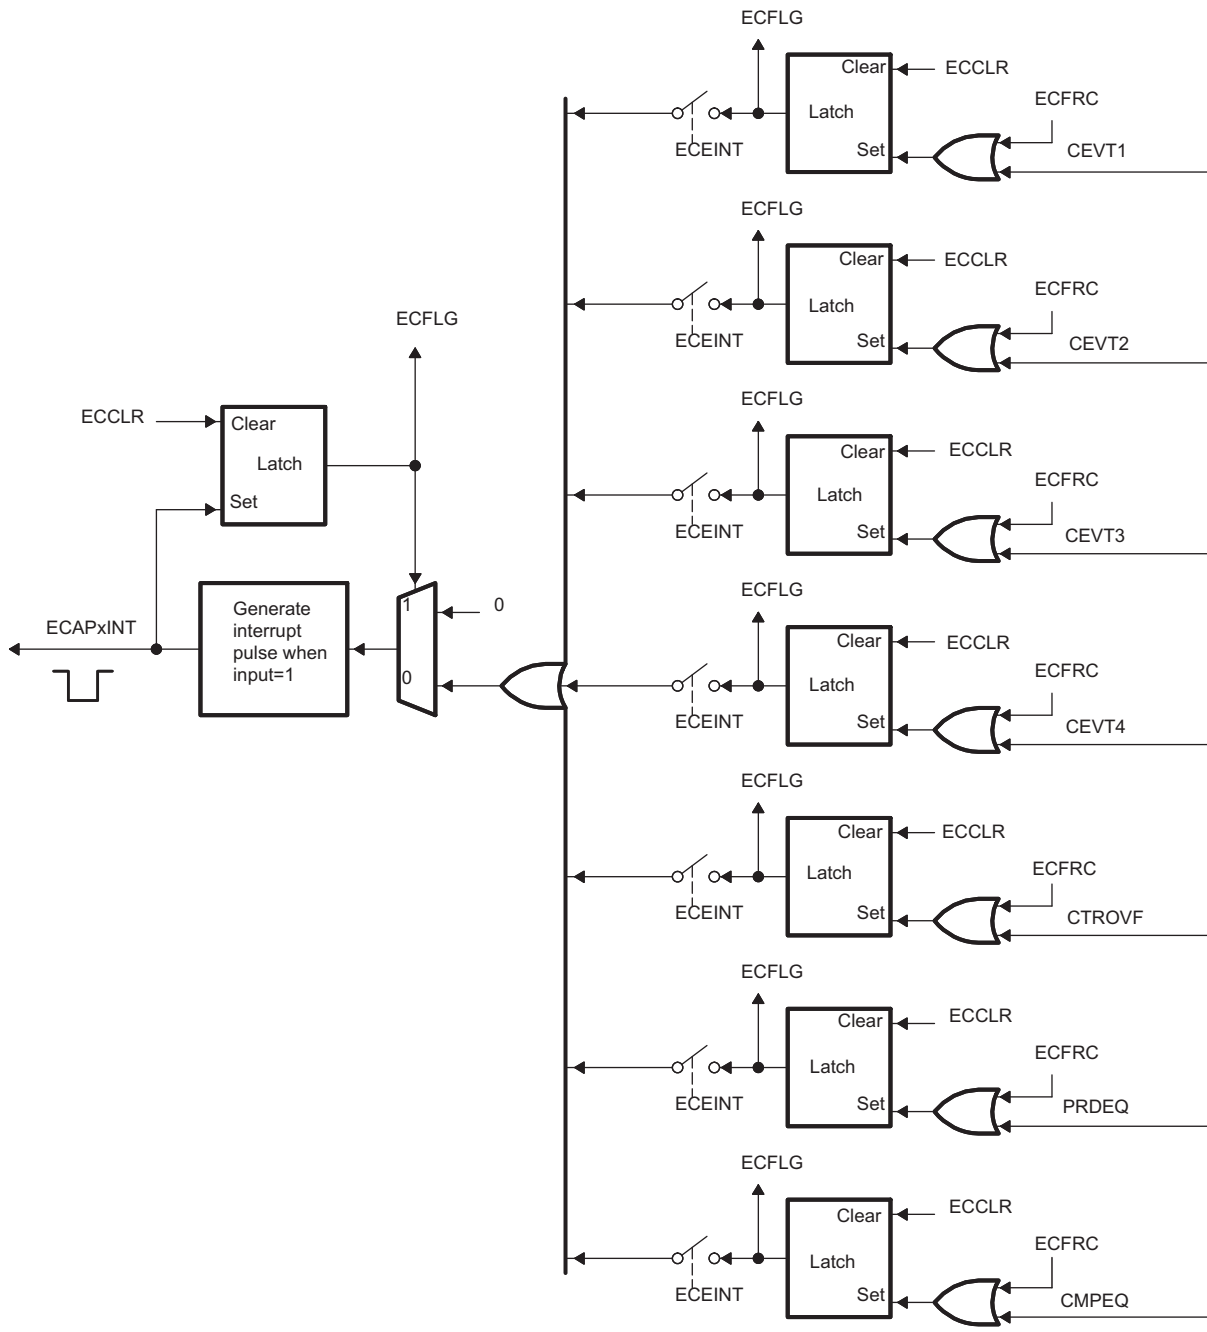 ECFLG
Clear
ECCLR
ECFRC
Latch
CEVT1
ECEINT
Set
ECFLG
Clear
ECCLR
ECFRC
Latch
CEVT2
ECEINT
Set
ECFLG
ECCLR
Clear
Latch
Set
ECFLG
Clear
ECCLR
ECFRC
Latch
CEVT3
ECEINT
Set
ECAPxINT
Generate
interrupt
pulse when
input=1
1
0
0
ECFLG
Clear
ECCLR
ECFRC
Latch
CEVT4
ECEINT
Set
ECFLG
Clear
ECCLR
ECFRC
Latch
CTROVF
ECEINT
Set
ECFLG
Clear
ECCLR
ECFRC
Latch
PRDEQ
ECEINT
Set
ECFLG
Clear
ECCLR
ECFRC
Latch
CMPEQ
ECEINT
Set